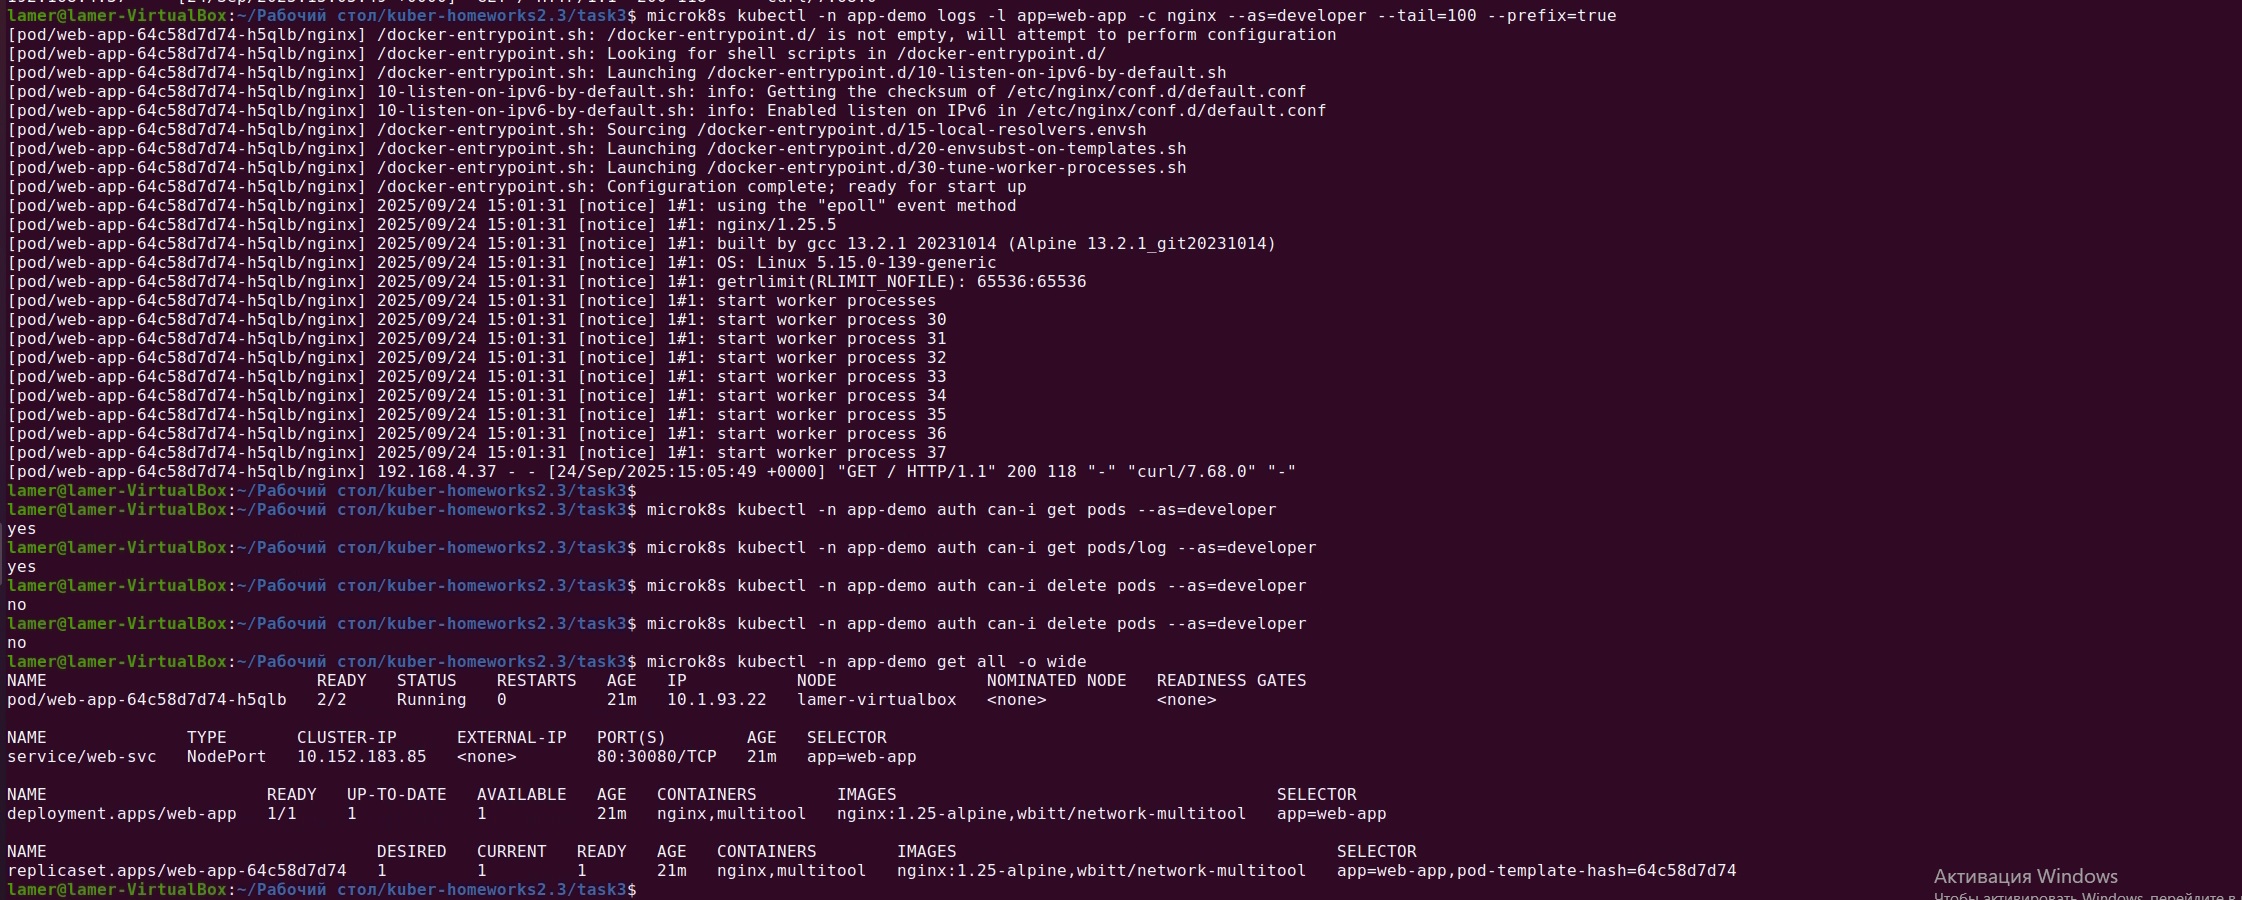 lamer@lamer-VirtualBox:~/Рабочий стол/kuber-homeworks2.3/task3$ microk8s kubectl -n app-demo logs -l app=web-app -c nginx --as=developer --tail=100 --prefix=true
[pod/web-app-64c58d7d74-h5qlb/nginx] /docker-entrypoint.sh: /docker-entrypoint.d/ is not empty, will attempt to perform configuration
[pod/web-app-64c58d7d74-h5qlb/nginx] /docker-entrypoint.sh: Looking for shell scripts in /docker-entrypoint.d/
[pod/web-app-64c58d7d74-h5qlb/nginx] /docker-entrypoint.sh: Launching /docker-entrypoint.d/10-listen-on-ipv6-by-default.sh
[pod/web-app-64c58d7d74-h5qlb/nginx] 10-listen-on-ipv6-by-default.sh: info: Getting the checksum of /etc/nginx/conf.d/default.conf
[pod/web-app-64c58d7d74-h5qlb/nginx] 10-listen-on-ipv6-by-default.sh: info: Enabled listen on IPv6 in /etc/nginx/conf.d/default.conf
[pod/web-app-64c58d7d74-h5qlb/nginx] /docker-entrypoint.sh: Sourcing /docker-entrypoint.d/15-local-resolvers.envsh
[pod/web-app-64c58d7d74-h5qlb/nginx] /docker-entrypoint.sh: Launching /docker-entrypoint.d/20-envsubst-on-templates.sh
[pod/web-app-64c58d7d74-h5qlb/nginx] /docker-entrypoint.sh: Launching /docker-entrypoint.d/30-tune-worker-processes.sh
[pod/web-app-64c58d7d74-h5qlb/nginx] /docker-entrypoint.sh: Configuration complete; ready for start up
[pod/web-app-64c58d7d74-h5qlb/nginx] 2025/09/24 15:01:31 [notice] 1#1: using the "epoll" event method
[pod/web-app-64c58d7d74-h5qlb/nginx] 2025/09/24 15:01:31 [notice] 1#1: nginx/1.25.5
[pod/web-app-64c58d7d74-h5qlb/nginx] 2025/09/24 15:01:31 [notice] 1#1: built by gcc 13.2.1 20231014 (Alpine 13.2.1_git20231014)
[pod/web-app-64c58d7d74-h5qlb/nginx] 2025/09/24 15:01:31 [notice] 1#1: OS: Linux 5.15.0-139-generic
[pod/web-app-64c58d7d74-h5qlb/nginx] 2025/09/24 15:01:31 [notice] 1#1: getrlimit(RLIMIT_NOFILE): 65536:65536
[pod/web-app-64c58d7d74-h5qlb/nginx] 2025/09/24 15:01:31 [notice] 1#1: start worker processes
[pod/web-app-64c58d7d74-h5qlb/nginx] 2025/09/24 15:01:31 [notice] 1#1: start worker process 30
[pod/web-app-64c58d7d74-h5qlb/nginx] 2025/09/24 15:01:31 [notice] 1#1: start worker process 31
[pod/web-app-64c58d7d74-h5qlb/nginx] 2025/09/24 15:01:31 [notice] 1#1: start worker process 32
[pod/web-app-64c58d7d74-h5qlb/nginx] 2025/09/24 15:01:31 [notice] 1#1: start worker process 33
[pod/web-app-64c58d7d74-h5qlb/nginx] 2025/09/24 15:01:31 [notice] 1#1: start worker process 34
[pod/web-app-64c58d7d74-h5qlb/nginx] 2025/09/24 15:01:31 [notice] 1#1: start worker process 35
[pod/web-app-64c58d7d74-h5qlb/nginx] 2025/09/24 15:01:31 [notice] 1#1: start worker process 36
[pod/web-app-64c58d7d74-h5qlb/nginx] 2025/09/24 15:01:31 [notice] 1#1: start worker process 37
[pod/web-app-64c58d7d74-h5qlb/nginx] 192.168.4.37 - - [24/Sep/2025:15:05:49 +0000] "GET / HTTP/1.1" 200 118 "-" "curl/7.68.0" "-"
lamer@lamer-VirtualBox:~/Рабочий стол/kuber-homeworks2.3/task3$
lamer@lamer-VirtualBox:~/Рабочий стол/kuber-homeworks2.3/task3$ microk8s kubectl -n app-demo auth can-i get pods --as=developer
yes
lamer@lamer-VirtualBox:~/Рабочий стол/kuber-homeworks2.3/task3$ microk8s kubectl -n app-demo auth can-i get pods/log --as=developer
yes
lamer@lamer-VirtualBox:~/Рабочий стол/kuber-homeworks2.3/task3$ microk8s kubectl -n app-demo auth can-i delete pods --as=developer
no
lamer@lamer-VirtualBox:~/Рабочий стол/kuber-homeworks2.3/task3$ microk8s kubectl -n app-demo auth can-i delete pods --as=developer
no
lamer@lamer-VirtualBox:~/Рабочий стол/kuber-homeworks2.3/task3$ microk8s kubectl -n app-demo get all -o wide
NAME READY STATUS RESTARTS AGE IP NODE NOMINATED NODE READINESS GATES
pod/web-app-64c58d7d74-h5qlb 2/2 Running 0 21m 10.1.93.22 lamer-virtualbox <none> <none>
NAME TYPE CLUSTER-IP EXTERNAL-IP PORT(S) AGE SELECTOR
service/web-svc NodePort 10.152.183.85 <none> 80:30080/TCP 21m app=web-app
NAME READY UP-TO-DATE AVAILABLE AGE CONTAINERS IMAGES SELECTOR
deployment.apps/web-app 1/1 1 1 21m nginx,multitool nginx:1.25-alpine,wbitt/network-multitool app=web-app
NAME DESIRED CURRENT READY AGE CONTAINERS IMAGES SELECTOR
replicaset.apps/web-app-64c58d7d74 1 1 1 21m nginx,multitool nginx:1.25-alpine,wbitt/network-multitool app=web-app,pod-template-hash=64c58d7d74
lamer@lamer-VirtualBox:~/Рабочий стол/kuber-homeworks2.3/task3$
Активация Windows
Чтобы активировать Windows, перейдите в